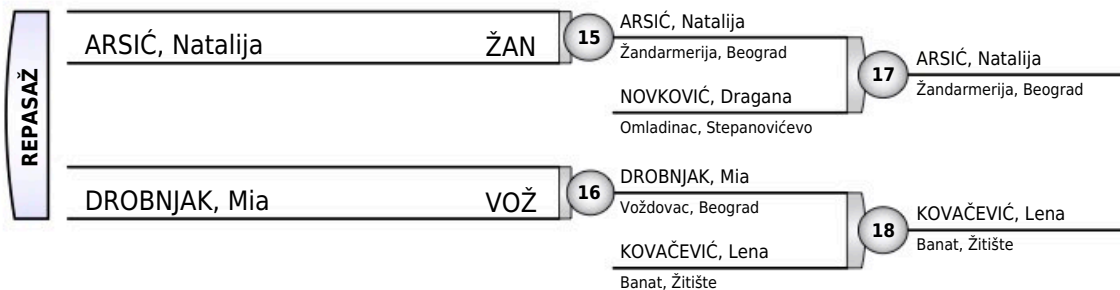 REPASAŽ
ARSIĆ, Natalija ŽAN
15
ARSIĆ, Natalija
Žandarmerija, Beograd
NOVKOVIĆ, Dragana
Omladinac, Stepanovićevo
17
ARSIĆ, Natalija
Žandarmerija, Beograd
DROBNJAK, Mia VOŽ
16
DROBNJAK, Mia
Voždovac, Beograd
KOVAČEVIĆ, Lena
Banat, Žitište
18
KOVAČEVIĆ, Lena
Banat, Žitište